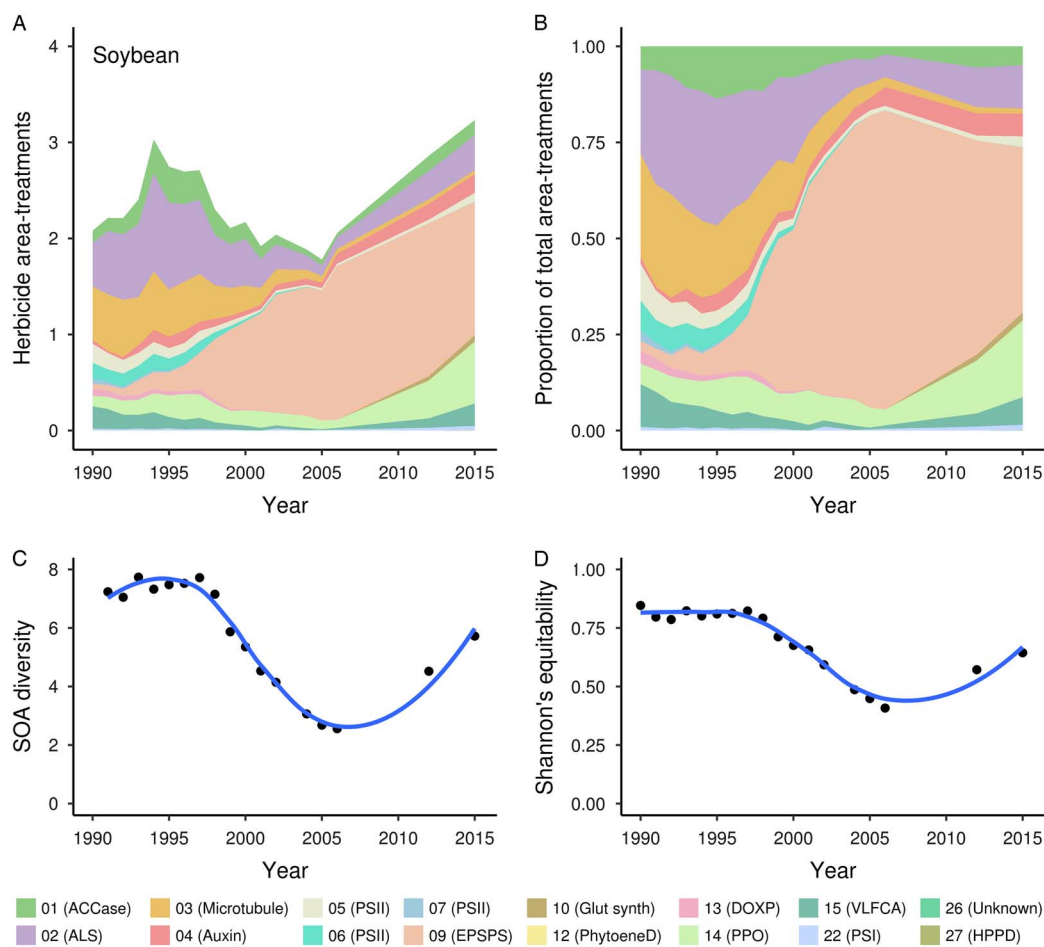 A
B
Soybean
Herbicide area-treatments
4
3
2
1
0
1990 1995 2000 2005 2010 2015
Year
Proportion of total area-treatments
1.00
0.75
0.50
0.25
0.00
1990 1995 2000 2005 2010 2015
Year
C
D
SOA diversity
8
6
4
2
0
1990 1995 2000 2005 2010 2015
Year
Shannon's equitability
1.00
0.75
0.50
0.25
0.00
1990 1995 2000 2005 2010 2015
Year
01 (ACCase) 03 (Microtubule) 05 (PSII) 07 (PSII) 10 (Glut synth) 13 (DOXP) 15 (VLFCA) 26 (Unknown)
02 (ALS) 04 (Auxin) 06 (PSII) 09 (EPSPS) 12 (PhytoeneD) 14 (PPO) 22 (PSI) 27 (HPPD)